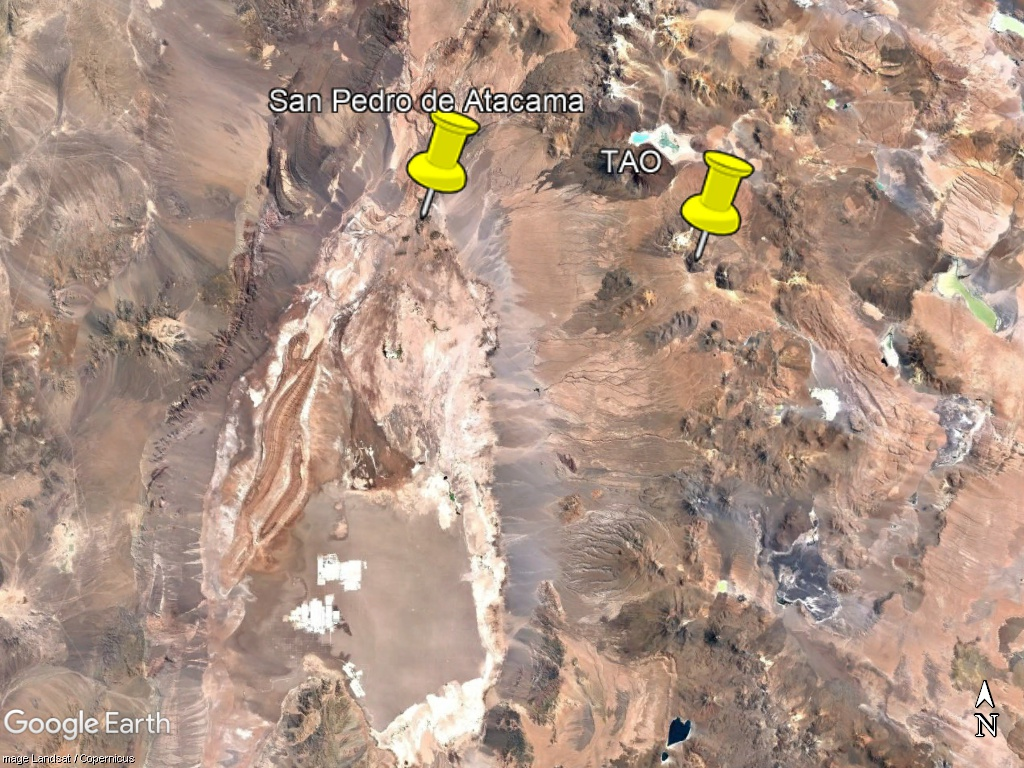 San Pedro de Atacama
TAO
Google Earth
N
mage Landsat / Copernicus